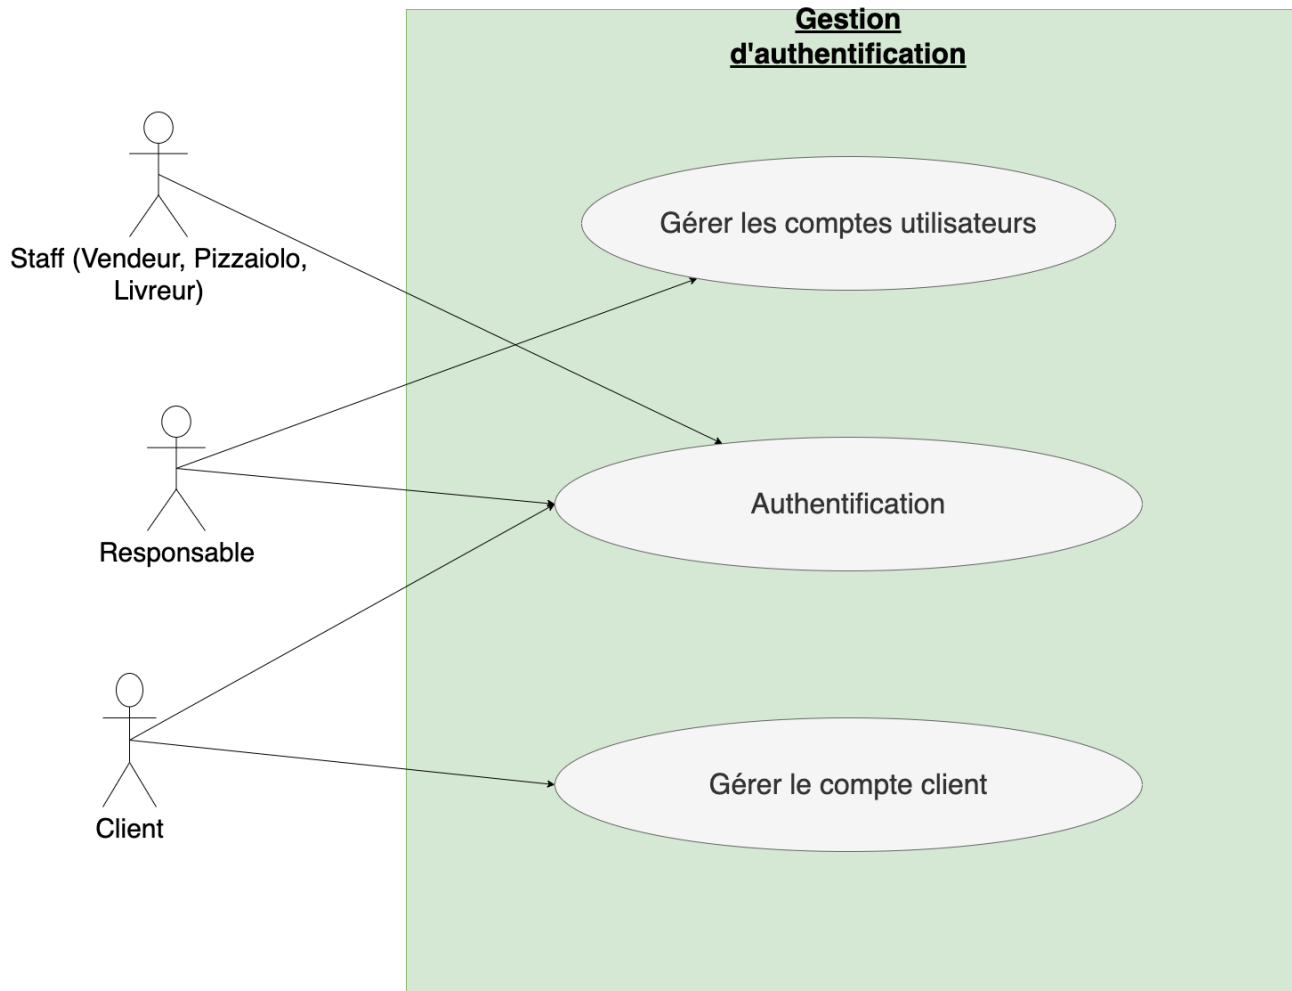 Gestion
d'authentification
Gérer les comptes utilisateurs
Staff (Vendeur, Pizzaiolo,
Livreur)
Authentification
Responsable
Gérer le compte client
Client